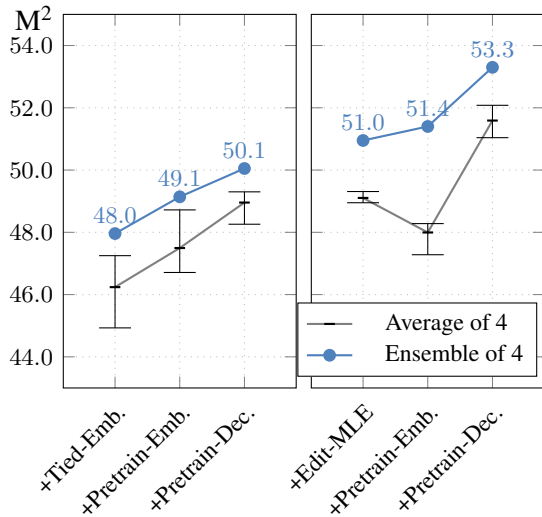 M²
54.0
52.0
50.0
48.0
46.0
44.0
48.0
49.1
50.1
51.0
51.4
53.3
Average of 4
Ensemble of 4
+Tied-Emb.
+Pretrain-Emb.
+Pretrain-Dec.
+Edit-MLE
+Pretrain-Emb.
+Pretrain-Dec.